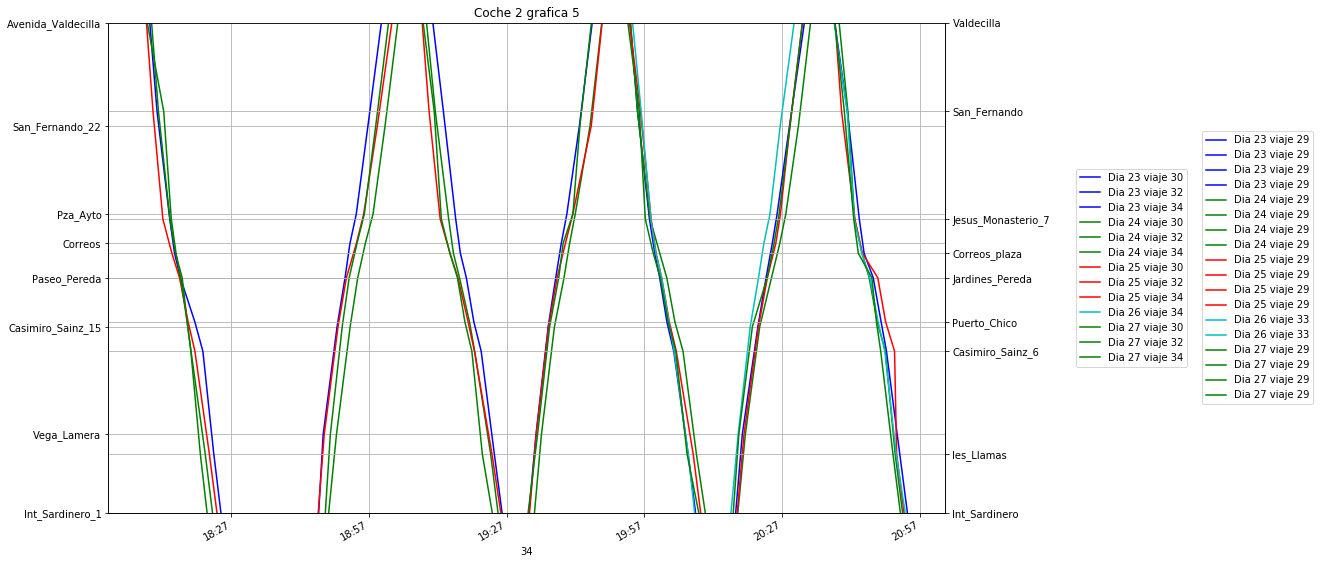 Coche 2 grafica 5
Avenida_Valdecilla
San_Fernando_22
Pza_Ayto
Correos
Paseo_Pereda
Casimiro_Sainz_15
Vega_Lamera
Int_Sardinero_1
Valdecilla
San_Fernando
Jesus_Monasterio_7
Correos_plaza
Jardines_Pereda
Puerto_Chico
Casimiro_Sainz_6
Ies_Llamas
Int_Sardinero
18:27
18:57
19:27
19:57
20:27
20:57
34
Dia 23 viaje 30
Dia 23 viaje 32
Dia 23 viaje 34
Dia 24 viaje 30
Dia 24 viaje 32
Dia 24 viaje 34
Dia 25 viaje 30
Dia 25 viaje 32
Dia 25 viaje 34
Dia 26 viaje 34
Dia 27 viaje 30
Dia 27 viaje 32
Dia 27 viaje 34
Dia 23 viaje 29
Dia 23 viaje 29
Dia 23 viaje 29
Dia 23 viaje 29
Dia 24 viaje 29
Dia 24 viaje 29
Dia 24 viaje 29
Dia 24 viaje 29
Dia 25 viaje 29
Dia 25 viaje 29
Dia 25 viaje 29
Dia 25 viaje 29
Dia 26 viaje 33
Dia 26 viaje 33
Dia 27 viaje 29
Dia 27 viaje 29
Dia 27 viaje 29
Dia 27 viaje 29